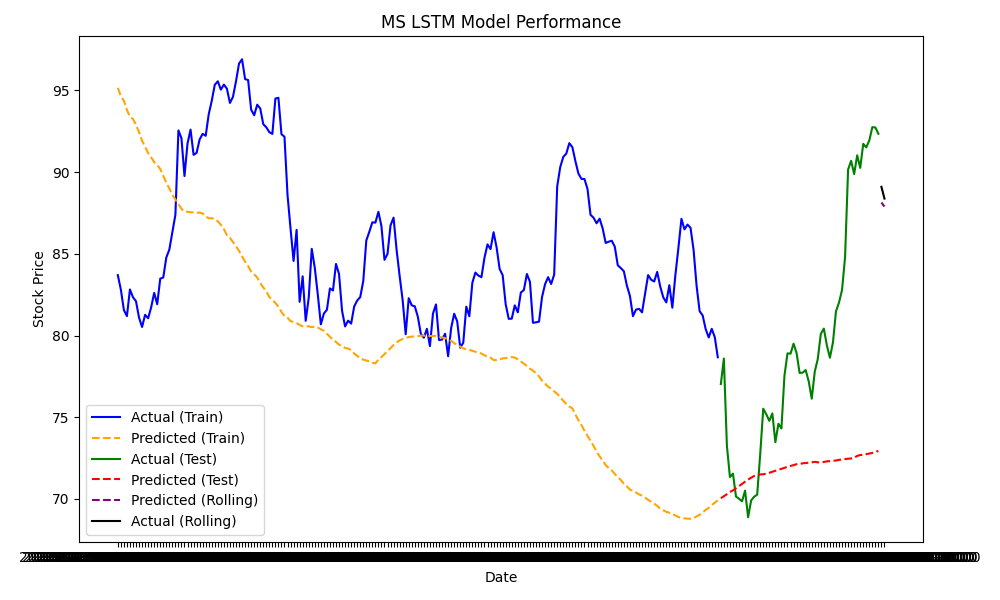 MS LSTM Model Performance
Stock Price
95
90
85
80
75
70
Actual (Train)
Predicted (Train)
Actual (Test)
Predicted (Test)
Predicted (Rolling)
Actual (Rolling)
Date